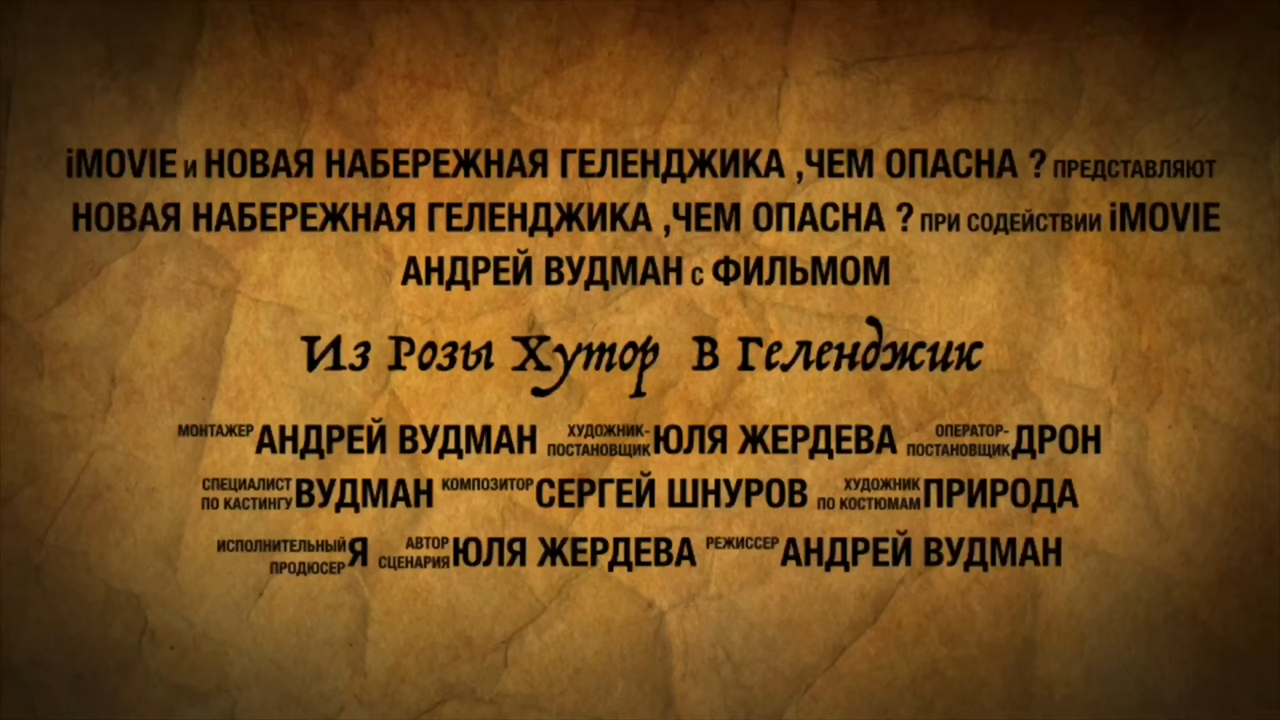 iMOVIE и НОВАЯ НАБЕРЕЖНАЯ ГЕЛЕНДЖИКА ,ЧЕМ ОПАСНА ? ПРЕДСТАВЛЯЮТ
НОВАЯ НАБЕРЕЖНАЯ ГЕЛЕНДЖИКА ,ЧЕМ ОПАСНА ? ПРИ СОДЕЙСТВИИ iMOVIE
АНДРЕЙ ВУДМАН С ФИЛЬМОМ
Из Розы Хутор В Геленджик
МОНТАЖЕР АНДРЕЙ ВУДМАН ХУДОЖНИК-ПОСТАНОВЩИК ЮЛЯ ЖЕРДЕВА ОПЕРАТОР-ПОСТАНОВЩИК ДРОН
СПЕЦИАЛИСТ ПО КАСТИНГУ ВУДМАН КОМПОЗИТОР СЕРГЕЙ ШНУРОВ ХУДОЖНИК ПО КОСТЮМАМ ПРИРОДА
ИСПОЛНИТЕЛЬНЫЙ ПРОДЮСЕР Я АВТОР СЦЕНАРИЯ ЮЛЯ ЖЕРДЕВА РЕЖИССЕР АНДРЕЙ ВУДМАН